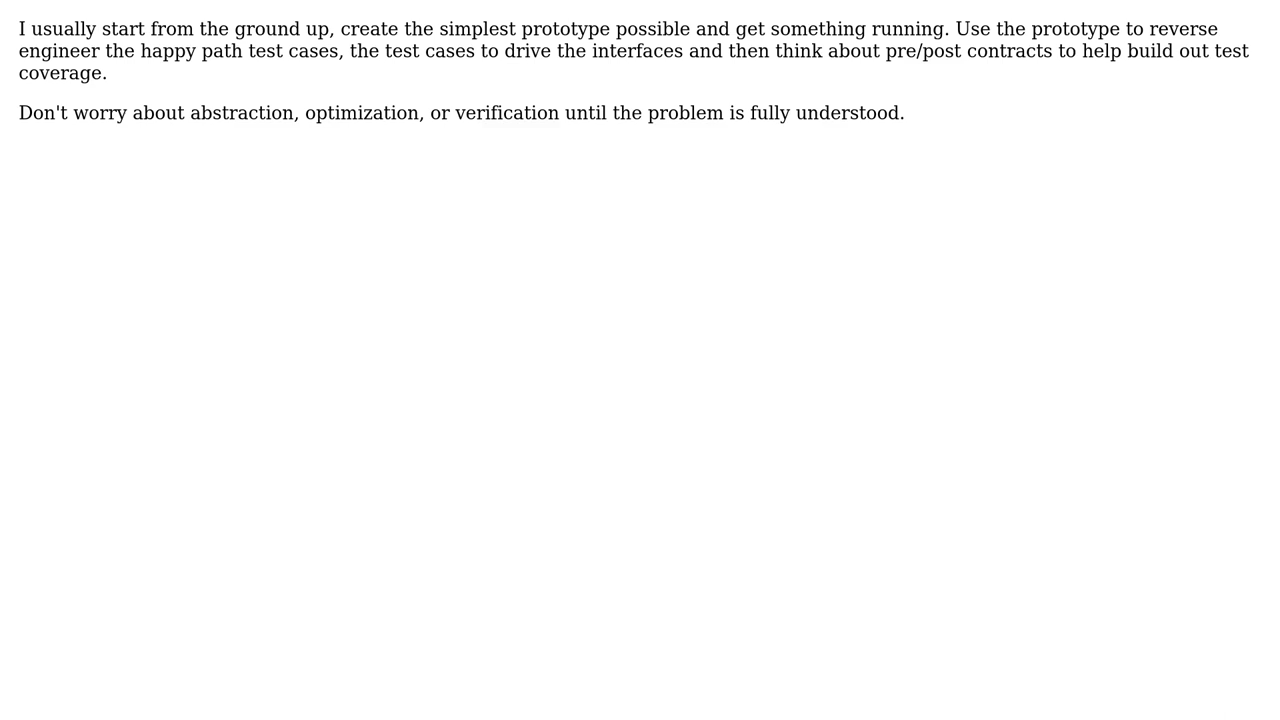 I usually start from the ground up, create the simplest prototype possible and get something running. Use the prototype to reverse
engineer the happy path test cases, the test cases to drive the interfaces and then think about pre/post contracts to help build out test
coverage.
Don't worry about abstraction, optimization, or verification until the problem is fully understood.